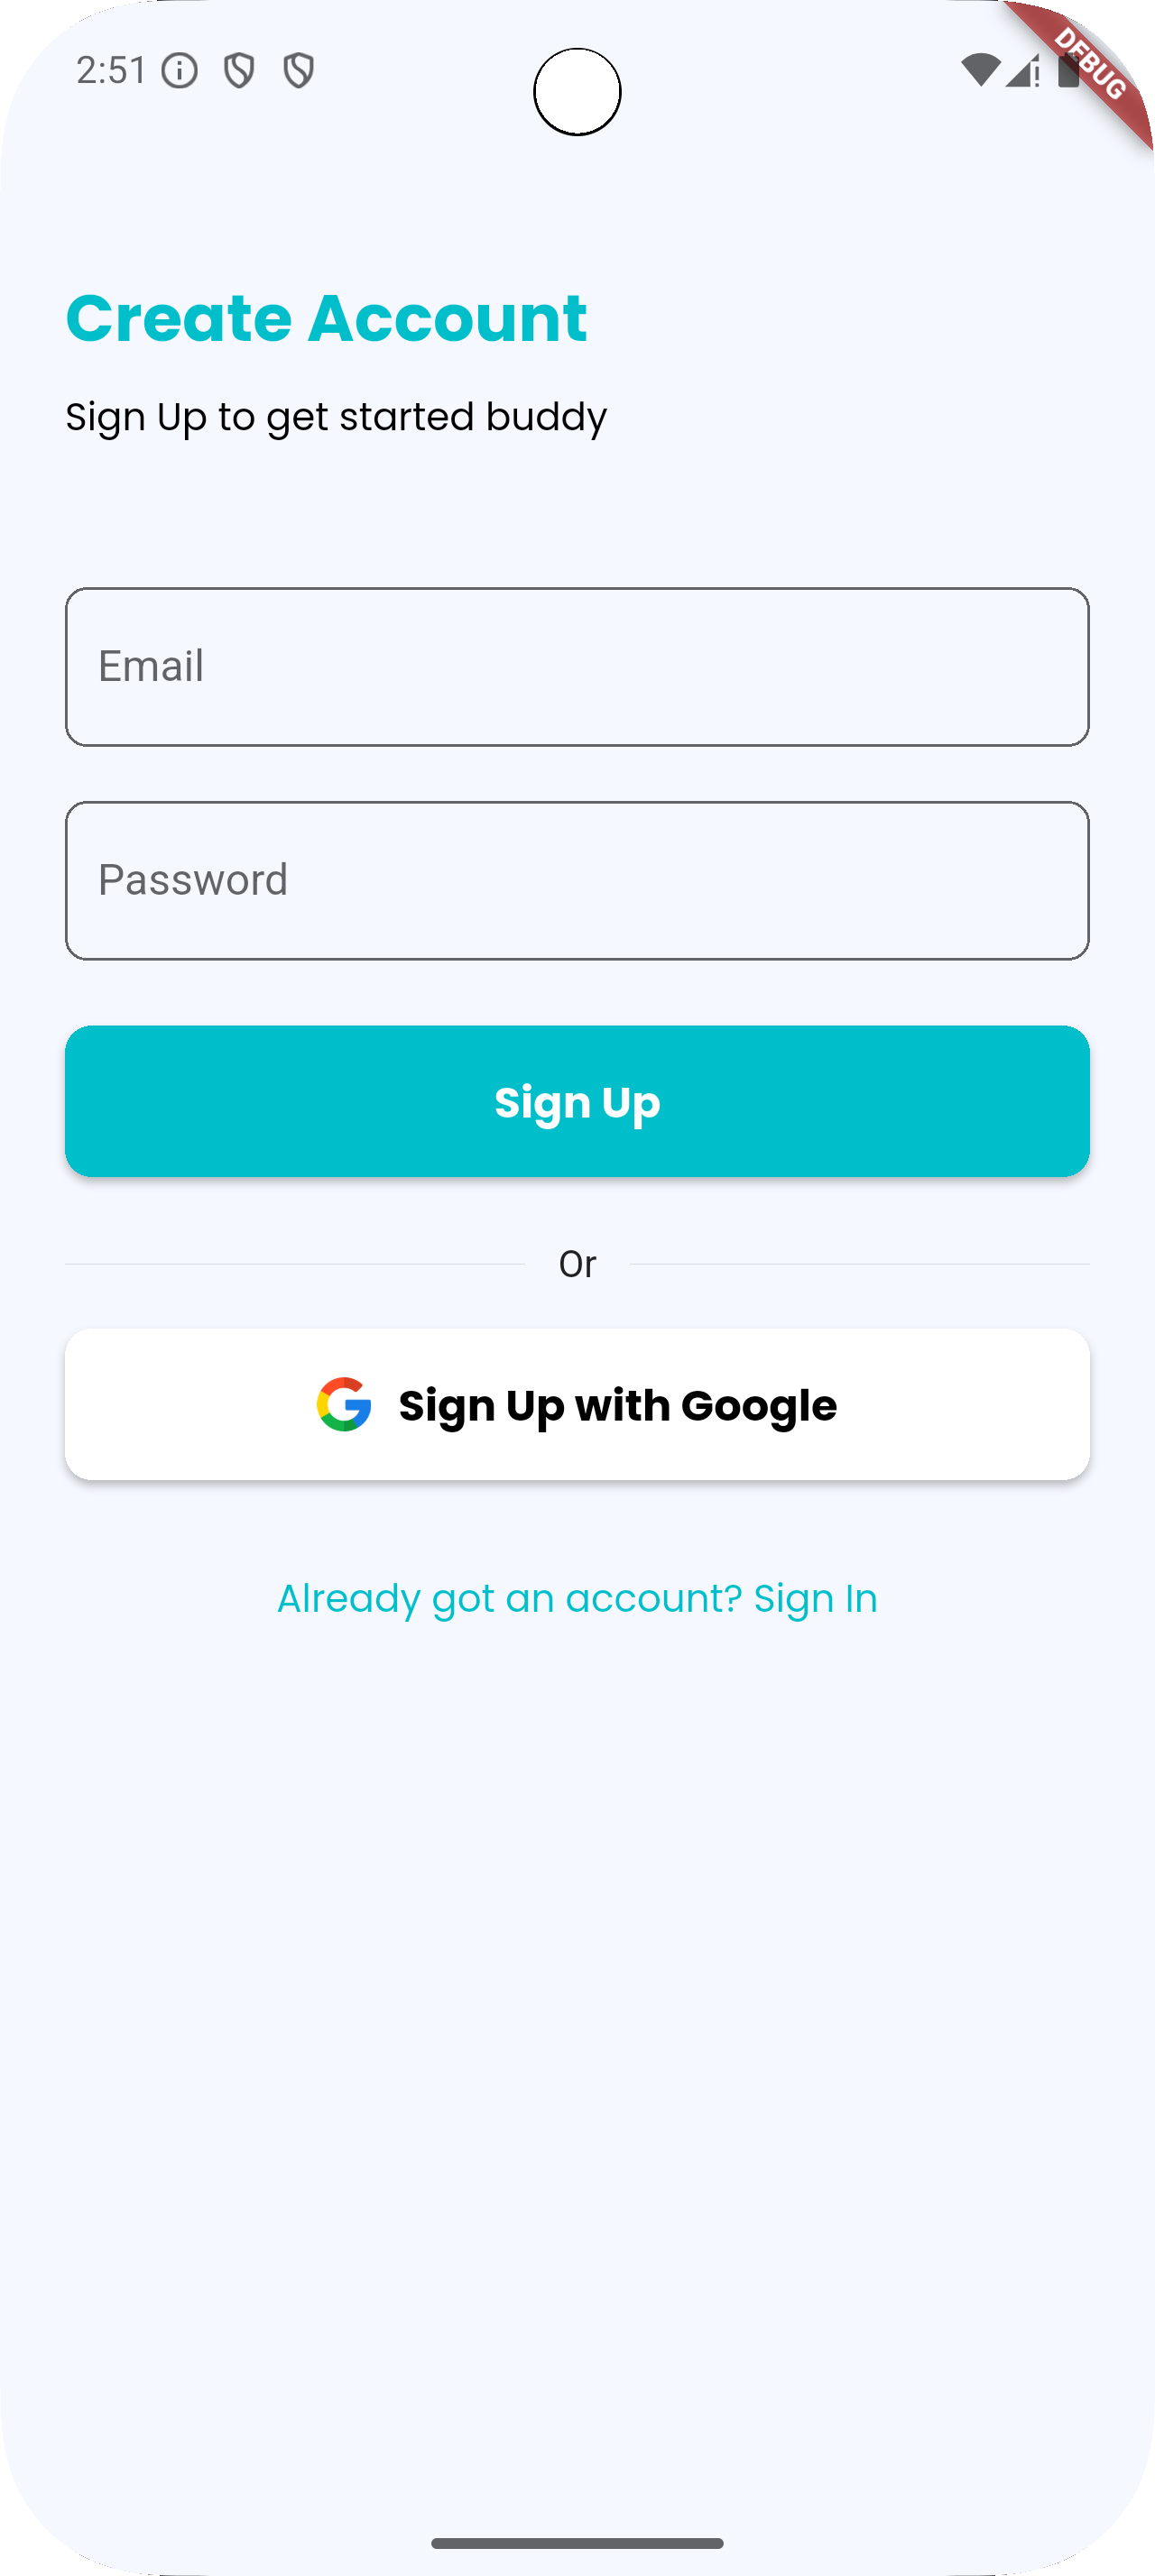 2:51
DEBUG
Create Account
Sign Up to get started buddy
Email
Password
Sign Up
Or
Sign Up with Google
Already got an account? Sign In